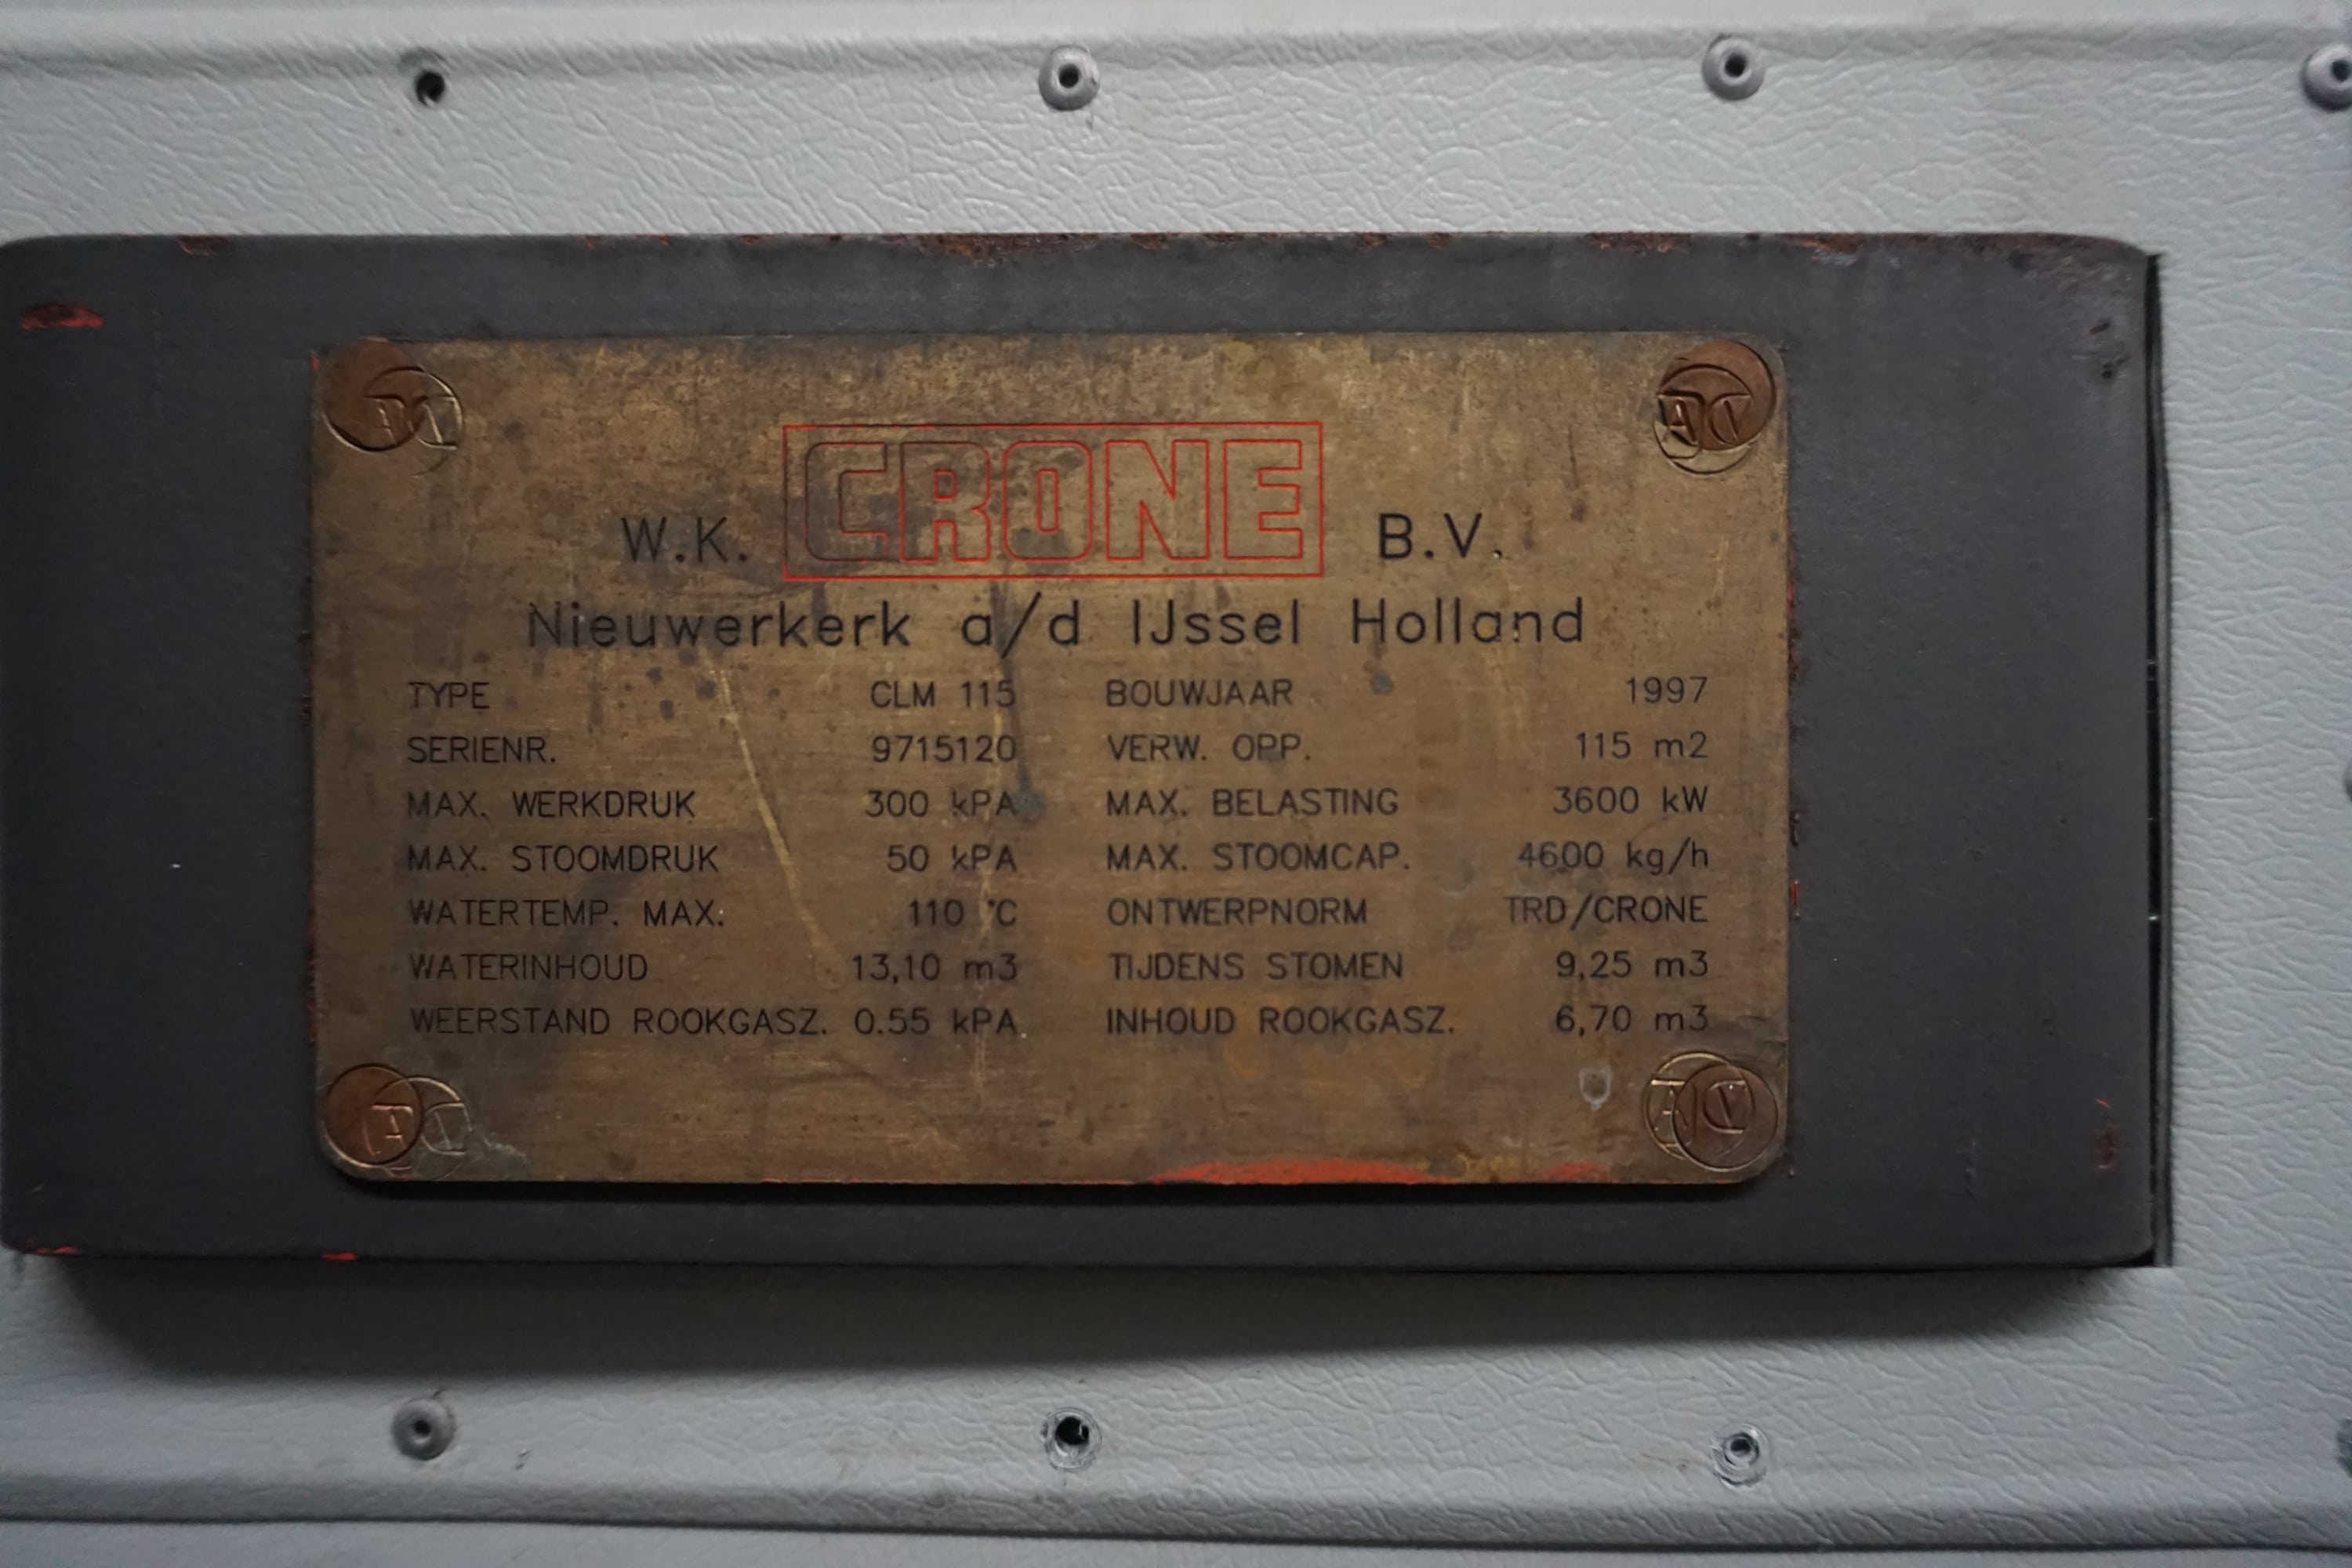 W.K. CRONE B.V.
Nieuwerkerk a/d IJssel Holland
TYPE CLM 115 BOUWJAAR 1997
SERIENR. 9715120 VERW. OPP. 115 m2
MAX. WERKDRUK 300 kPA MAX. BELASTING 3600 kW
MAX. STOOMDRUK 50 kPA MAX. STOOMCAP. 4600 kg/h
WATERTEMP. MAX. 110 °C ONTWERPNORM TRD/CRONE
WATERINHOUD 13,10 m3 TIJDENS STOMEN 9,25 m3
WEERSTAND ROOKGASZ. 0.55 kPA INHOUD ROOKGASZ. 6,70 m3